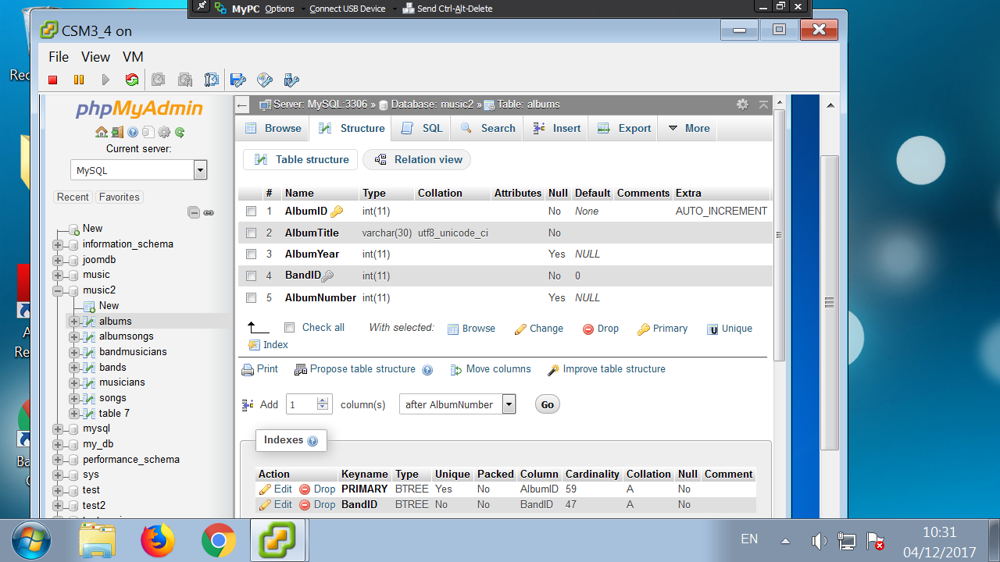 MyPC Options Connect USB Device Send Ctrl-Alt-Delete
CSM3_4 on
File View VM
phpMyAdmin
Current server:
MySQL
Recent Favorites
New
information_schema
joomdb
music
music2
New
albums
albumsongs
bandmusicians
bands
musicians
songs
table 7
mysql
my_db
performance_schema
sys
test
test2
Server: MySQL:3306 » Database: music2 » Table: albums
Browse Structure SQL Search Insert Export More
Table structure Relation view
# Name Type Collation Attributes Null Default Comments Extra
1 AlbumID int(11) No None AUTO_INCREMENT
2 AlbumTitle varchar(30) utf8_unicode_ci No
3 AlbumYear int(11) Yes NULL
4 BandID int(11) No 0
5 AlbumNumber int(11) Yes NULL
Check all With selected: Browse Change Drop Primary Unique
Index
Print Propose table structure Move columns Improve table structure
Add 1 column(s) after AlbumNumber Go
Indexes
Action Keyname Type Unique Packed Column Cardinality Collation Null Comment
Edit Drop PRIMARY BTREE Yes No AlbumID 59 A No
Edit Drop BandID BTREE No No BandID 47 A No
EN
10:31
04/12/2017